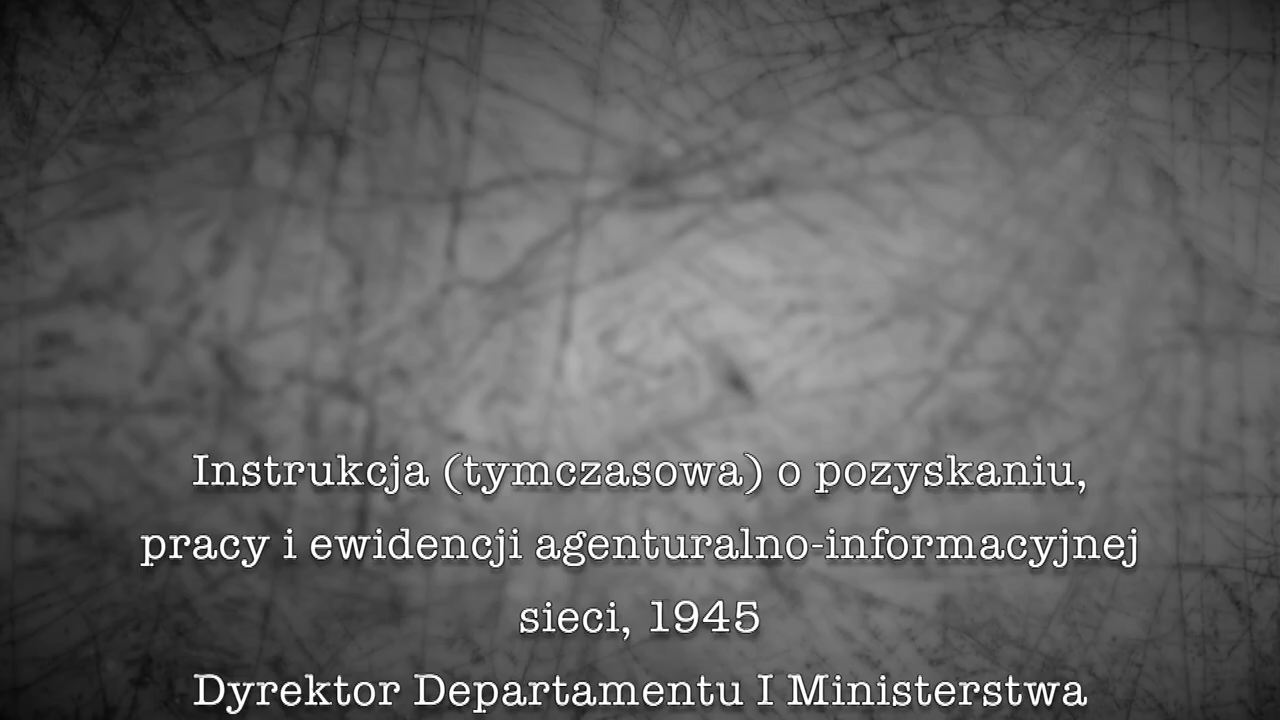 Instrukcja (tymczasowa) o pozyskaniu,
pracy i ewidencji agenturalno-informacyjnej
sieci, 1945
Dyrektor Departamentu I Ministerstwa